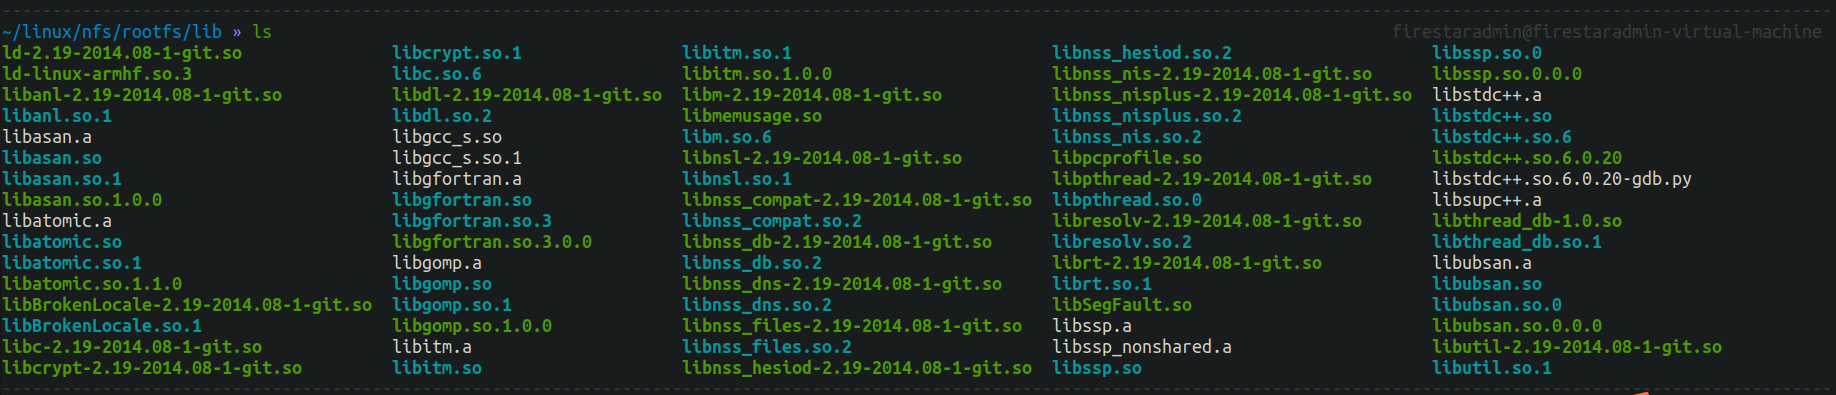 ~/linux/nfs/rootfs/lib » ls firestaradmin@firestaradmin-virtual-machine
ld-2.19-2014.08-1-git.so libcrypt.so.1 libitm.so.1 libnss_hesiod.so.2 libssp.so.0
ld-linux-armhf.so.3 libc.so.6 libitm.so.1.0.0 libnss_nis-2.19-2014.08-1-git.so libssp.so.0.0.0
libanl-2.19-2014.08-1-git.so libdl-2.19-2014.08-1-git.so libm-2.19-2014.08-1-git.so libnss_nisplus-2.19-2014.08-1-git.so libstdc++.a
libanl.so.1 libdl.so.2 libmemusage.so libnss_nisplus.so.2 libstdc++.so
libasan.a libgcc_s.so libm.so.6 libnss_nis.so.2 libstdc++.so.6
libasan.so libgcc_s.so.1 libnsl-2.19-2014.08-1-git.so libpcprofile.so libstdc++.so.6.0.20
libasan.so.1 libgfortran.a libnsl.so.1 libpthread-2.19-2014.08-1-git.so libstdc++.so.6.0.20-gdb.py
libasan.so.1.0.0 libgfortran.so libnss_compat-2.19-2014.08-1-git.so libpthread.so.0 libsupc++.a
libatomic.a libgfortran.so.3 libnss_compat.so.2 libresolv-2.19-2014.08-1-git.so libthread_db-1.0.so
libatomic.so libgfortran.so.3.0.0 libnss_db-2.19-2014.08-1-git.so libresolv.so.2 libthread_db.so.1
libatomic.so.1 libgomp.a libnss_db.so.2 librt-2.19-2014.08-1-git.so libubsan.a
libatomic.so.1.1.0 libgomp.so libnss_dns-2.19-2014.08-1-git.so librt.so.1 libubsan.so
libBrokenLocale-2.19-2014.08-1-git.so libgomp.so.1 libnss_dns.so.2 libSegFault.so libubsan.so.0
libBrokenLocale.so.1 libgomp.so.1.0.0 libnss_files-2.19-2014.08-1-git.so libssp.a libubsan.so.0.0.0
libc-2.19-2014.08-1-git.so libitm.a libnss_files.so.2 libssp_nonshared.a libutil-2.19-2014.08-1-git.so
libcrypt-2.19-2014.08-1-git.so libitm.so libnss_hesiod-2.19-2014.08-1-git.so libssp.so libutil.so.1